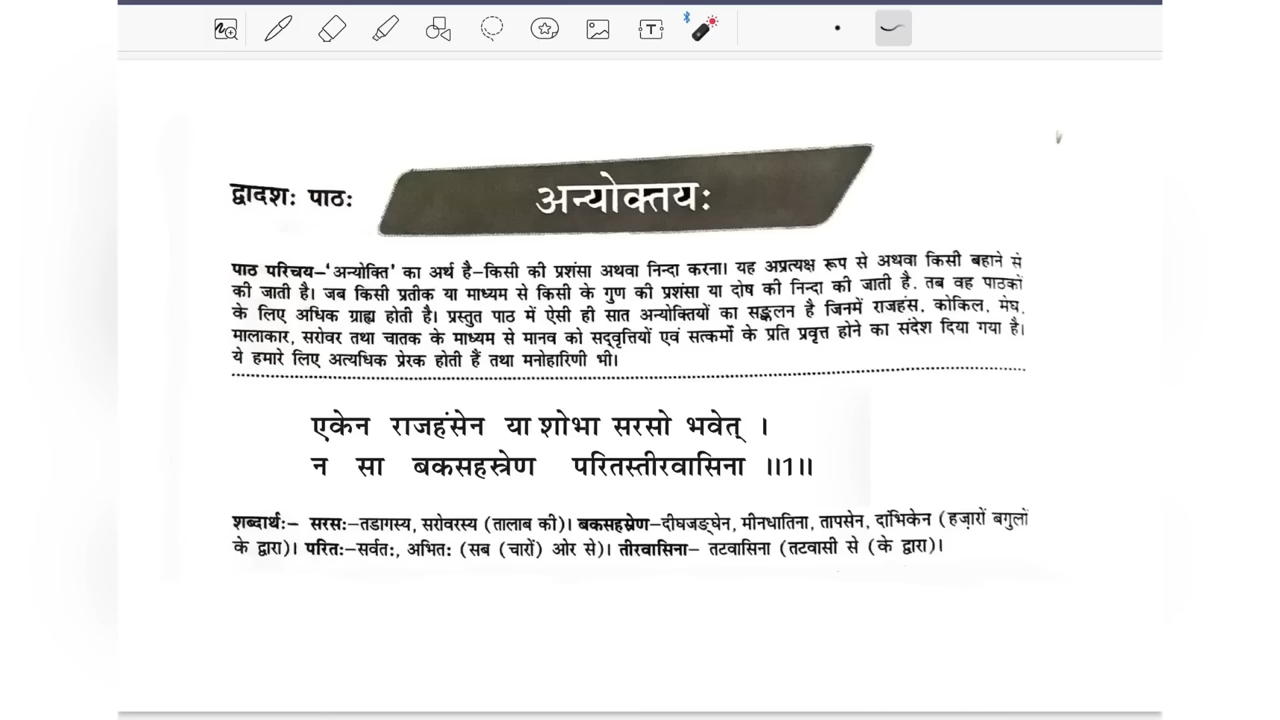 द्वादशः पाठः
अन्योक्तयः
पाठ परिचय–'अन्योक्ति' का अर्थ है–किसी की प्रशंसा अथवा निन्दा करना। यह अप्रत्यक्ष रूप से अथवा किसी बहाने से
की जाती है। जब किसी प्रतीक या माध्यम से किसी के गुण की प्रशंसा या दोष की निन्दा की जाती है, तब वह पाठकों
के लिए अधिक ग्राह्य होती है। प्रस्तुत पाठ में ऐसी ही सात अन्योक्तियों का सङ्कलन है जिनमें राजहंस, कोकिल, मेघ,
मालाकार, सरोवर तथा चातक के माध्यम से मानव को सद्वृत्तियों एवं सत्कर्मों के प्रति प्रवृत्त होने का संदेश दिया गया है।
ये हमारे लिए अत्यधिक प्रेरक होती हैं तथा मनोहारिणी भी।
एकेन राजहंसेन या शोभा सरसो भवेत् ।
न सा बकसहस्त्रेण परितस्तीरवासिना ॥1॥
शब्दार्थः– सरसः–तडागस्य, सरोवरस्य (तालाब की)। बकसहस्रेण–दीघजङ्घेन, मीनधातिना, तापसेन, दांभिकेन (हज़ारों बगुलों
के द्वारा)। परितः–सर्वतः, अभितः (सब (चारों) ओर से)। तीरवासिना– तटवासिना (तटवासी से (के द्वारा)।
T